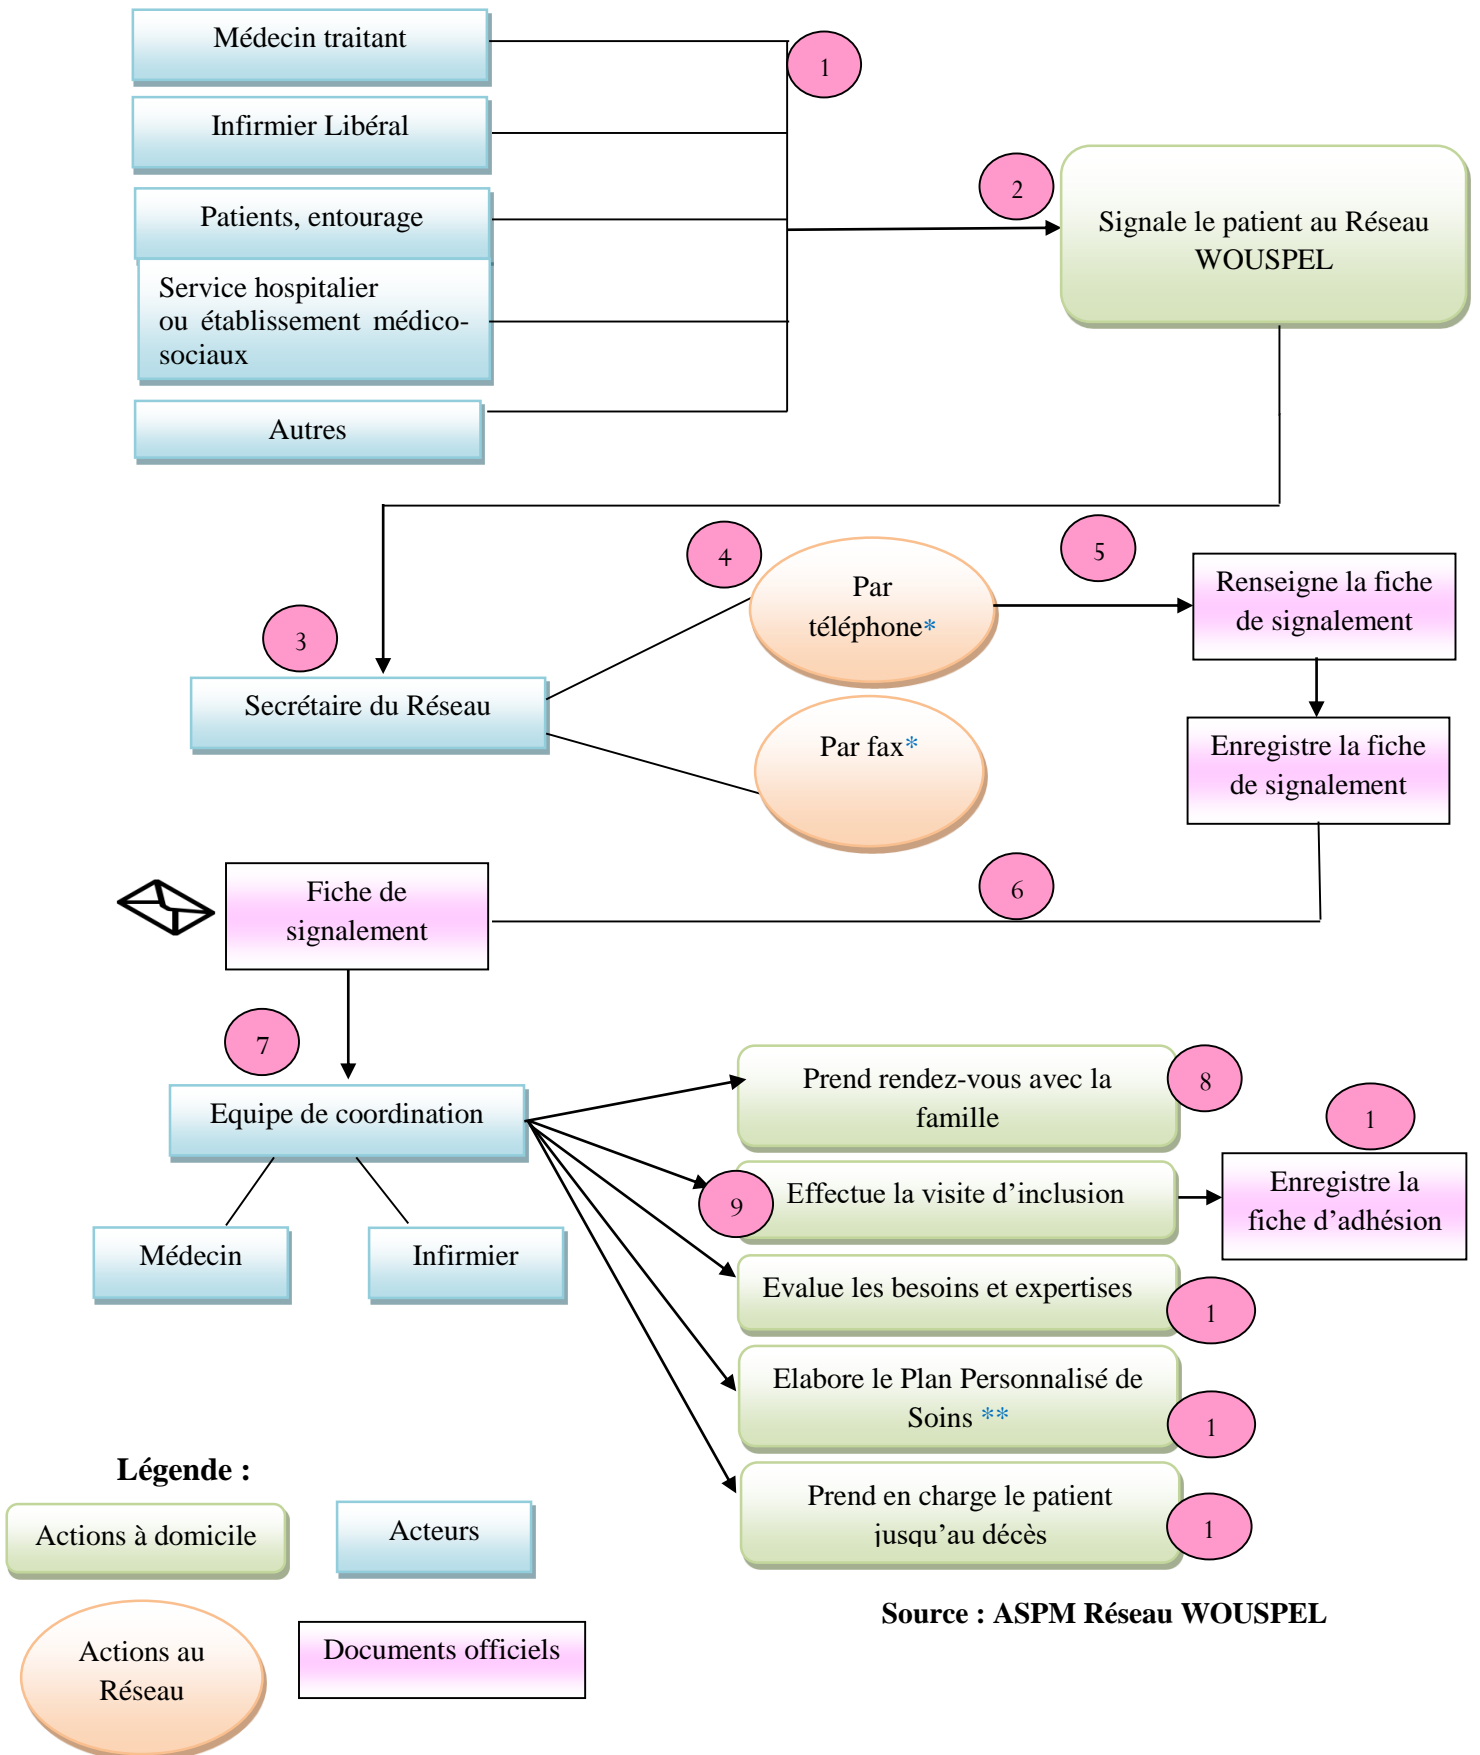 Médecin traitant
1
Infirmier Libéral
2
Patients, entourage
Signale le patient au Réseau
WOUSPEL
Service hospitalier
ou établissement médico-
sociaux
Autres
3
Secrétaire du Réseau
4
Par
téléphone*
5
Renseigne la fiche
de signalement
Par fax*
Enregistre la fiche
de signalement
6
Fiche de
signalement
7
Equipe de coordination
Médecin
Infirmier
Prend rendez-vous avec la
famille
8
9
Effectue la visite d’inclusion
1
Enregistre la
fiche d’adhésion
Evalue les besoins et expertises
1
Elabore le Plan Personnalisé de
Soins **
1
Prend en charge le patient
jusqu’au décès
1
Légende :
Actions à domicile
Acteurs
Actions au
Réseau
Documents officiels
Source : ASPM Réseau WOUSPEL